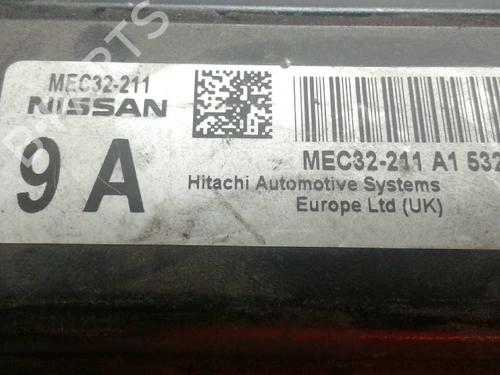 MEC32-211
NISSAN
9 A
MEC32-211 A1 532
Hitachi Automotive Systems
Europe Ltd (UK)